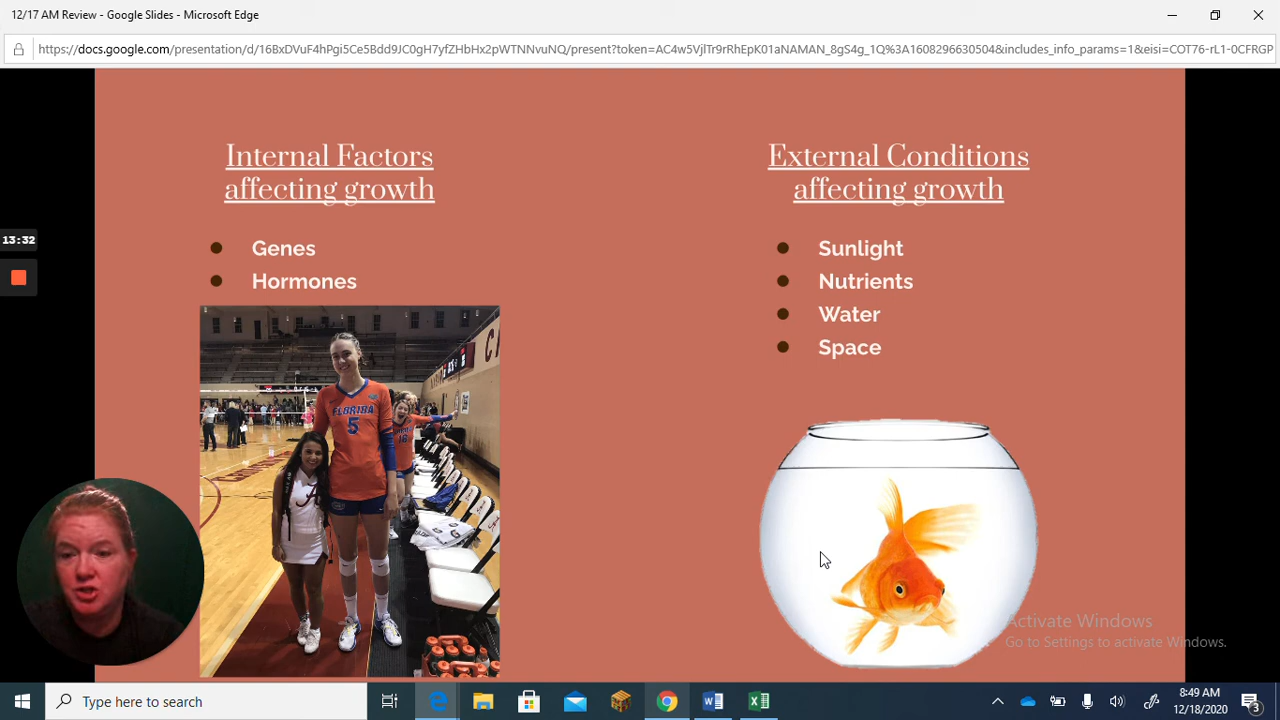 12/17 AM Review - Google Slides - Microsoft Edge
https://docs.google.com/presentation/d/16BxDVuF4hPgi5Ce5Bdd9JC0gH7yfZHbHx2pWTNNvuNQ/present?token=AC4w5VjlTr9rRhEpK01aNAMAN_8gS4g_1Q%3A1608296630504&includes_info_params=1&eisi=COT76-rL1-0CFRGP
Internal Factors
affecting growth
Genes
Hormones
External Conditions
affecting growth
Sunlight
Nutrients
Water
Space
13:32
FLORIDA
5
16
CA
A
Activate Windows
Go to Settings to activate Windows.
Type here to search
8:49 AM
12/18/2020
3